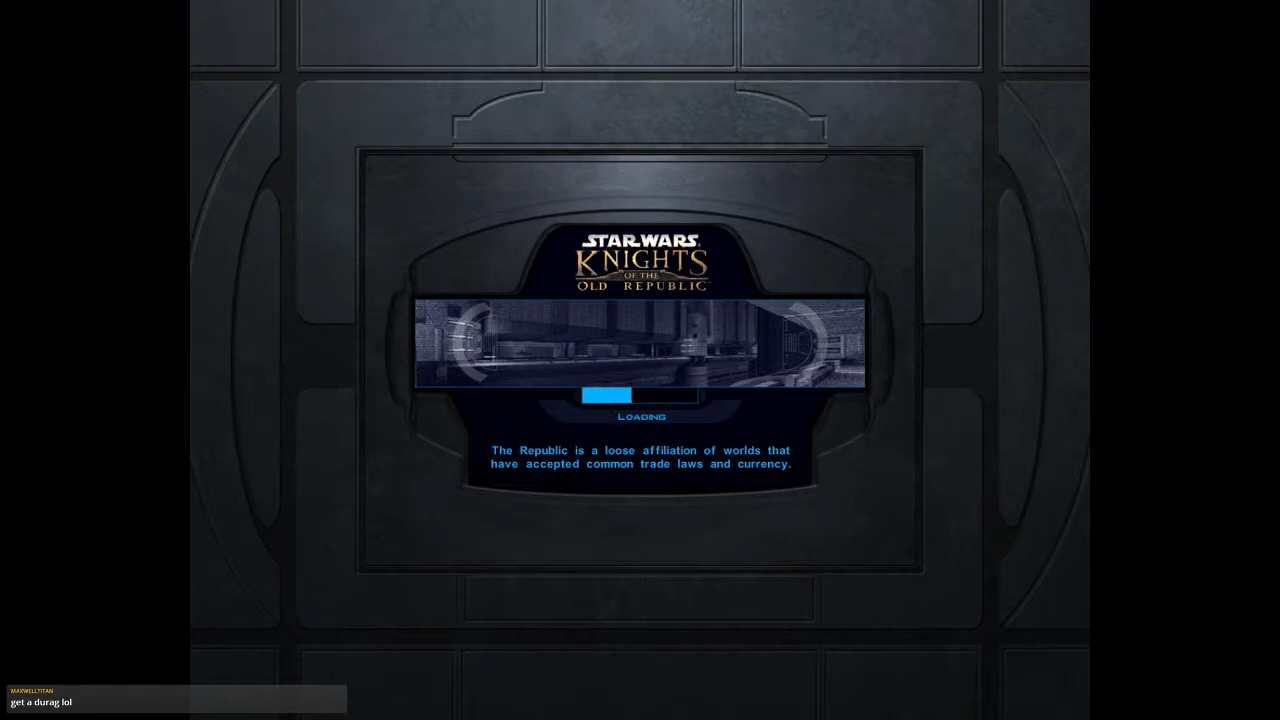 STAR WARS
KNIGHTS
OF THE
OLD REPUBLIC
LOADING
The Republic is a loose affiliation of worlds that
have accepted common trade laws and currency.
MAXWELLTITAN
get a durag lol